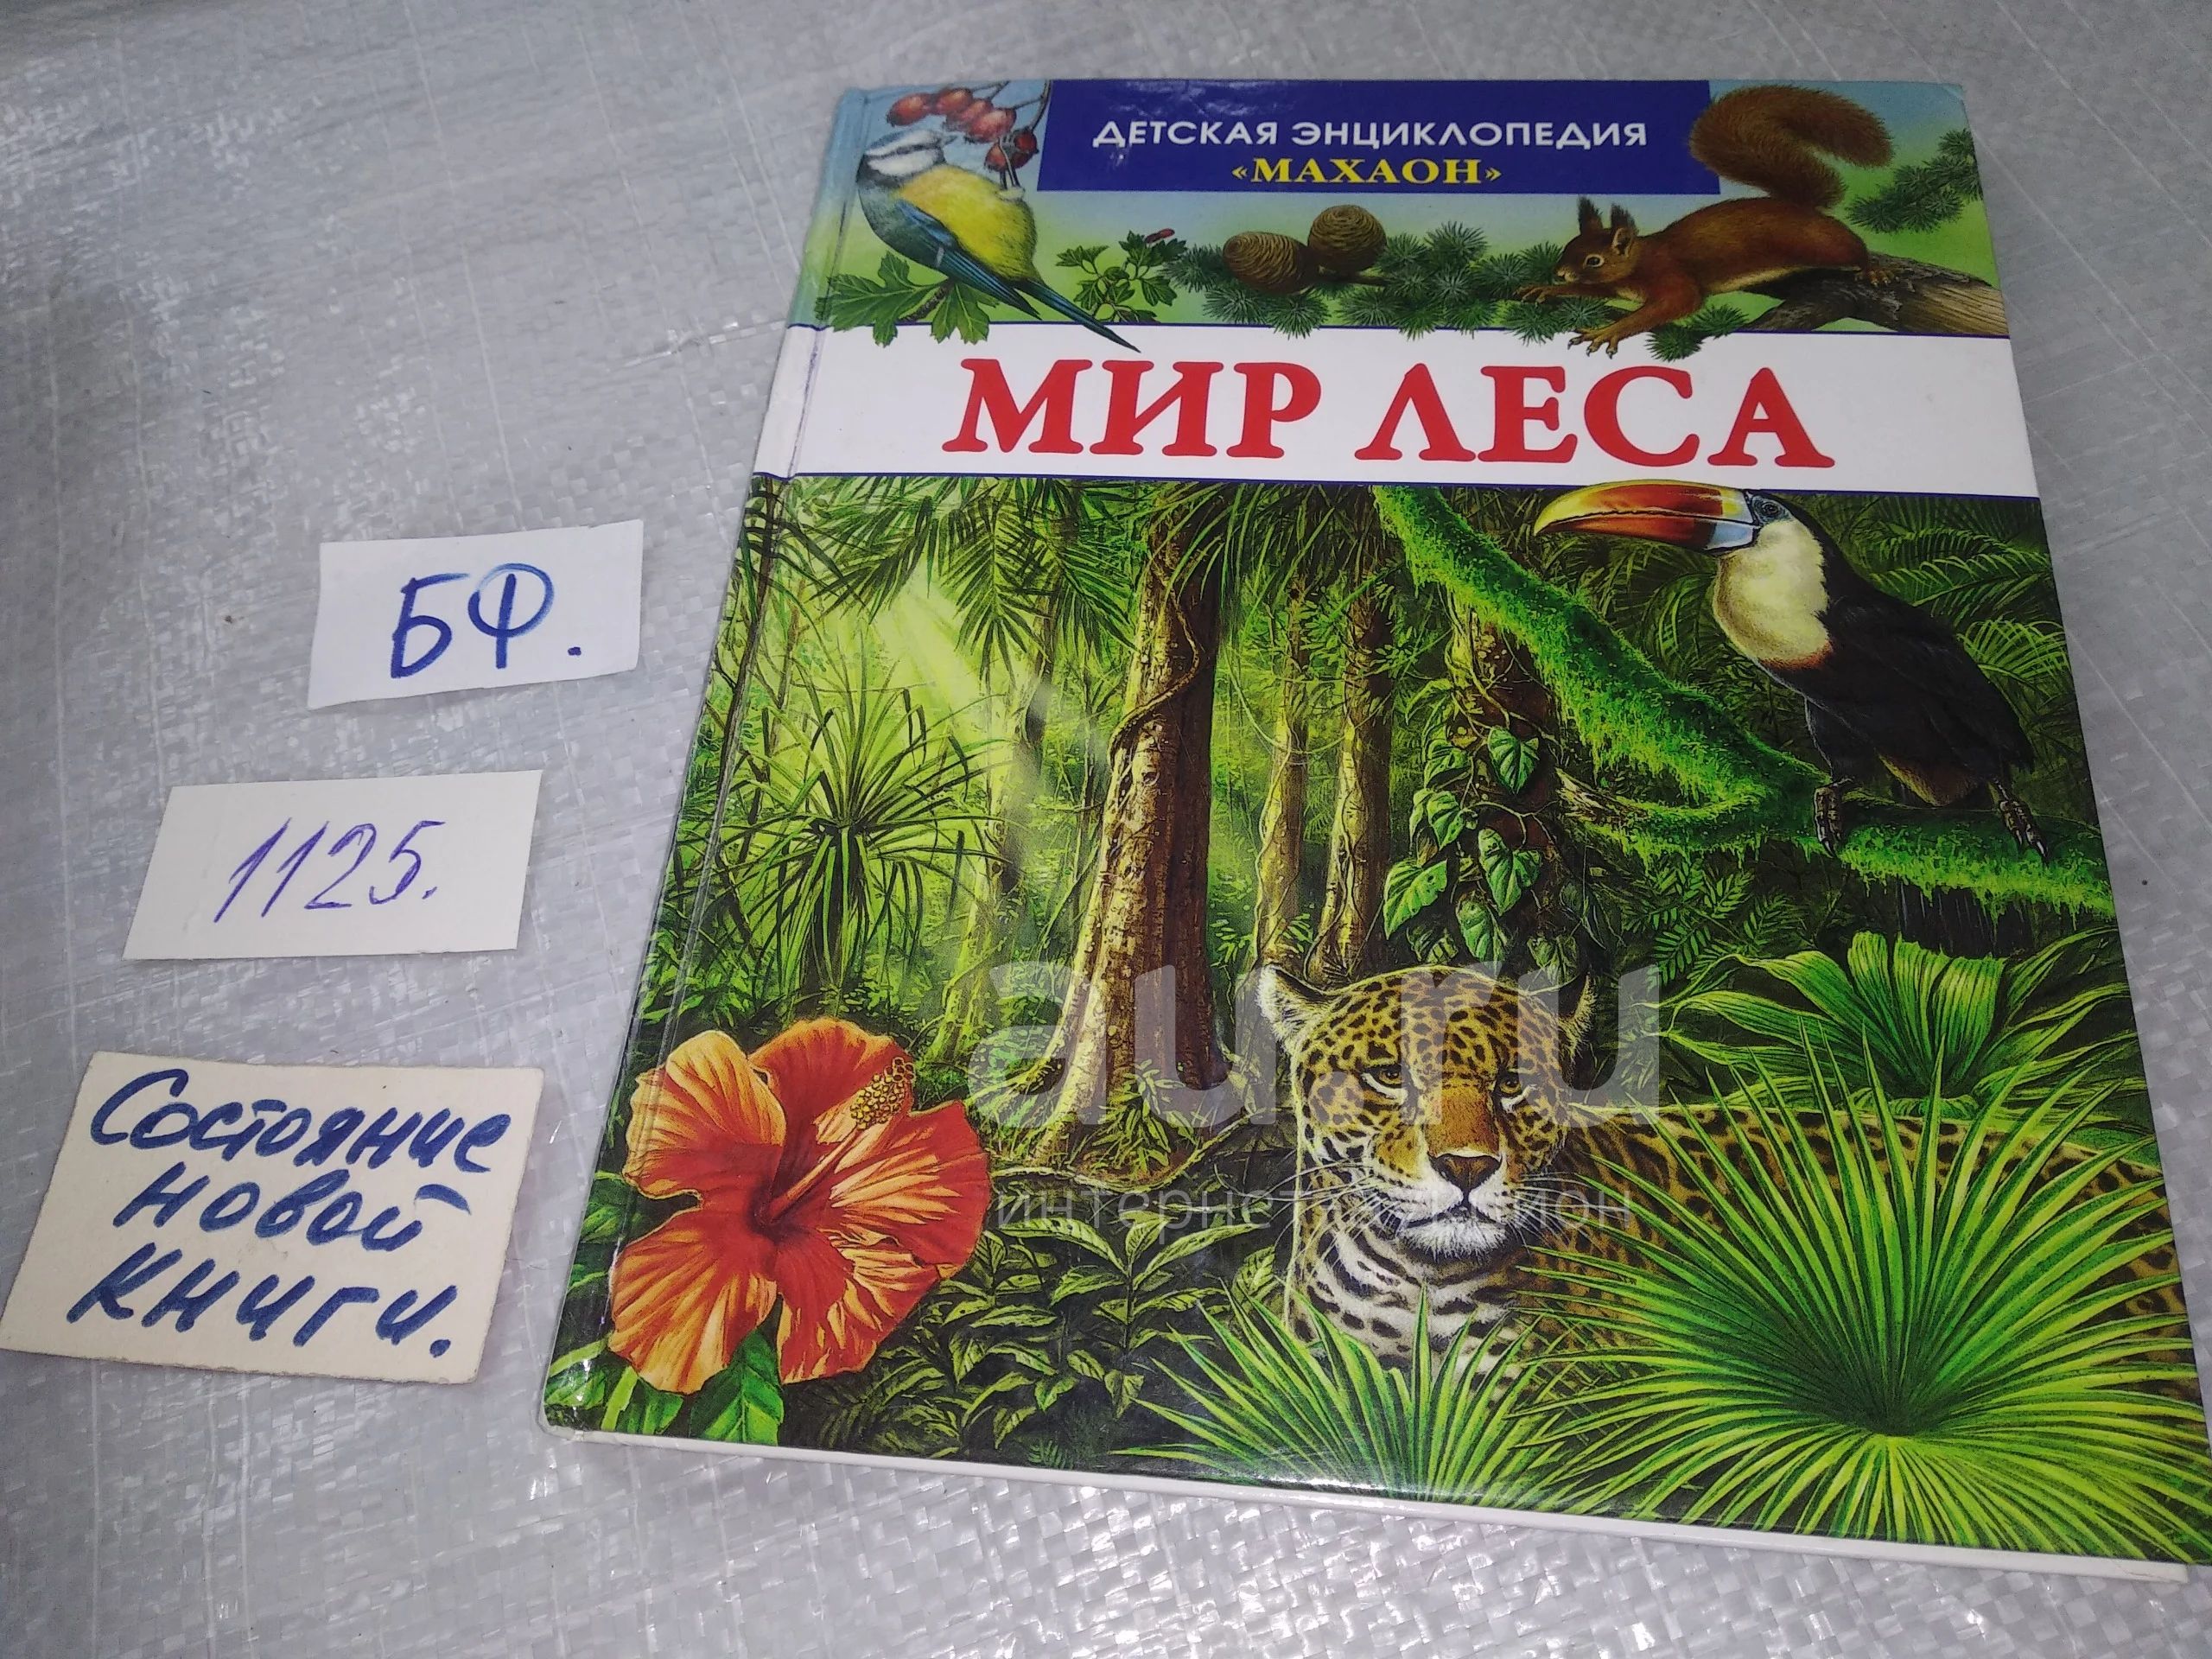 ДЕТСКАЯ ЭНЦИКЛОПЕДИЯ
«МАХАОН»
МИР ЛЕСА
БФ.
1125.
Состояние
новой
книги.
au.ru
интернет-аукцион